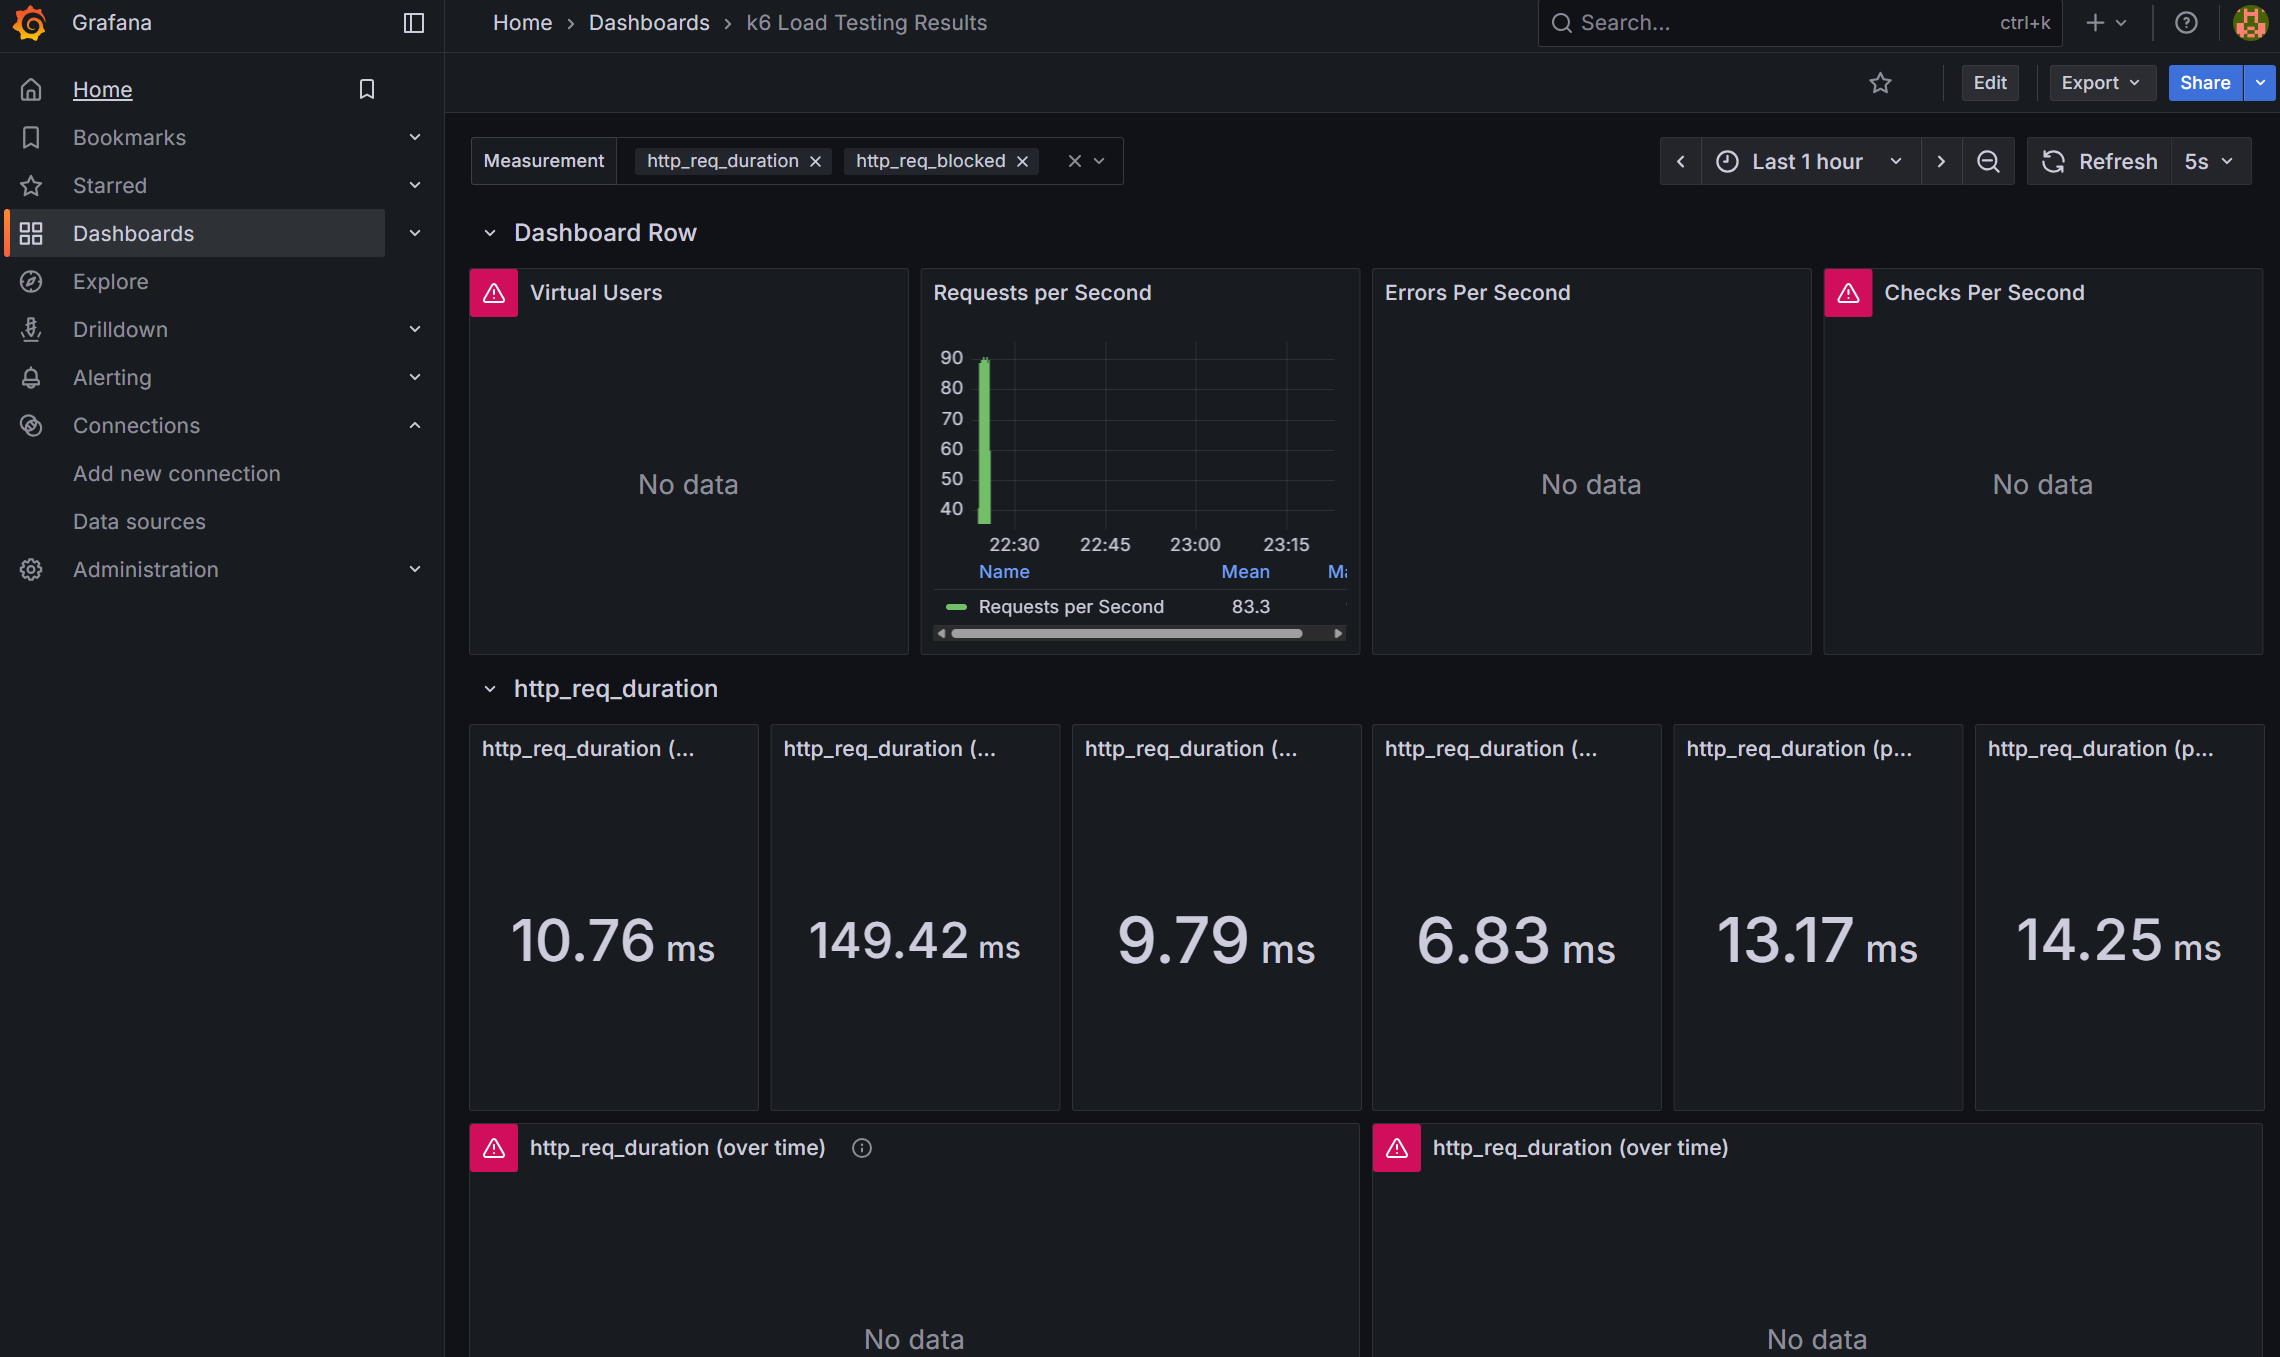 Grafana
Home › Dashboards › k6 Load Testing Results
Search...
ctrl+k
Home
Bookmarks
Starred
Dashboards
Explore
Drilldown
Alerting
Connections
Add new connection
Data sources
Administration
Edit
Export
Share
Measurement
http_req_duration
http_req_blocked
Last 1 hour
Refresh
5s
Dashboard Row
Virtual Users
No data
Requests per Second
90
80
70
60
50
40
22:30 22:45 23:00 23:15
Name Mean
Requests per Second 83.3
Errors Per Second
No data
Checks Per Second
No data
http_req_duration
http_req_duration (...
10.76 ms
http_req_duration (...
149.42 ms
http_req_duration (...
9.79 ms
http_req_duration (...
6.83 ms
http_req_duration (p...
13.17 ms
http_req_duration (p...
14.25 ms
http_req_duration (over time)
No data
http_req_duration (over time)
No data